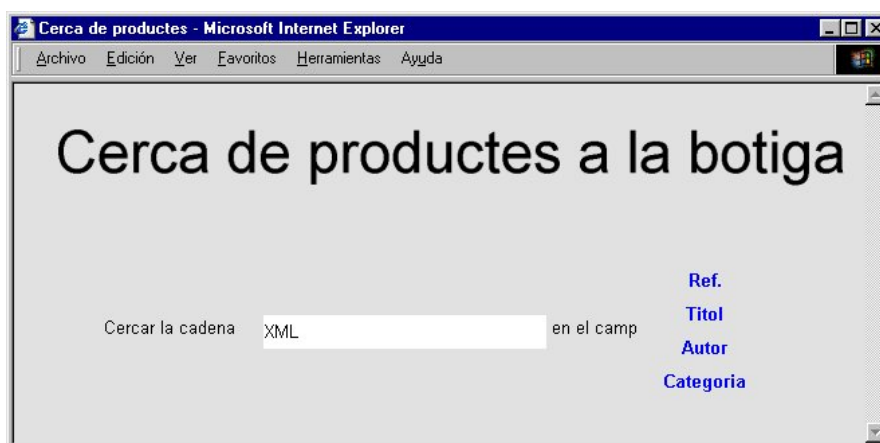 Cerca de productes - Microsoft Internet Explorer
Archivo Edición Ver Favoritos Herramientas Ayuda
Cerca de productes a la botiga
Ref.
Titol
Cercar la cadena XML en el camp
Autor
Categoria